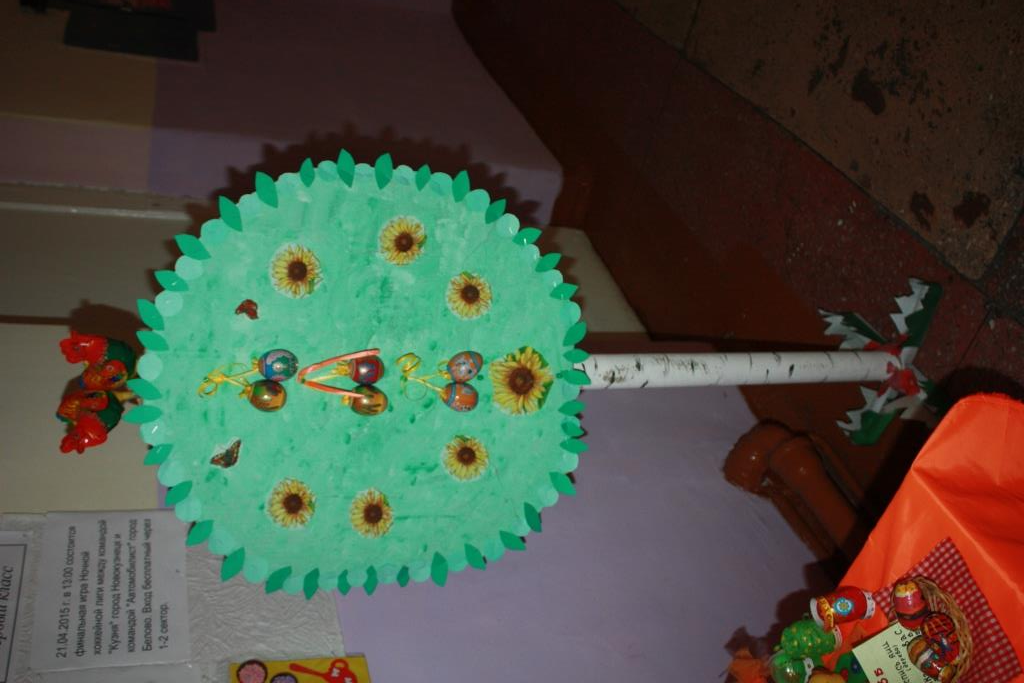 21.04.2015 г. в 13:00 состоится
финальная игра Ночной
хоккейной лиги между командой
"Кузня" город Новокузнецк и
командой "Автомобилист" город
Белово. Вход бесплатный через
1-2 сектор.
класс